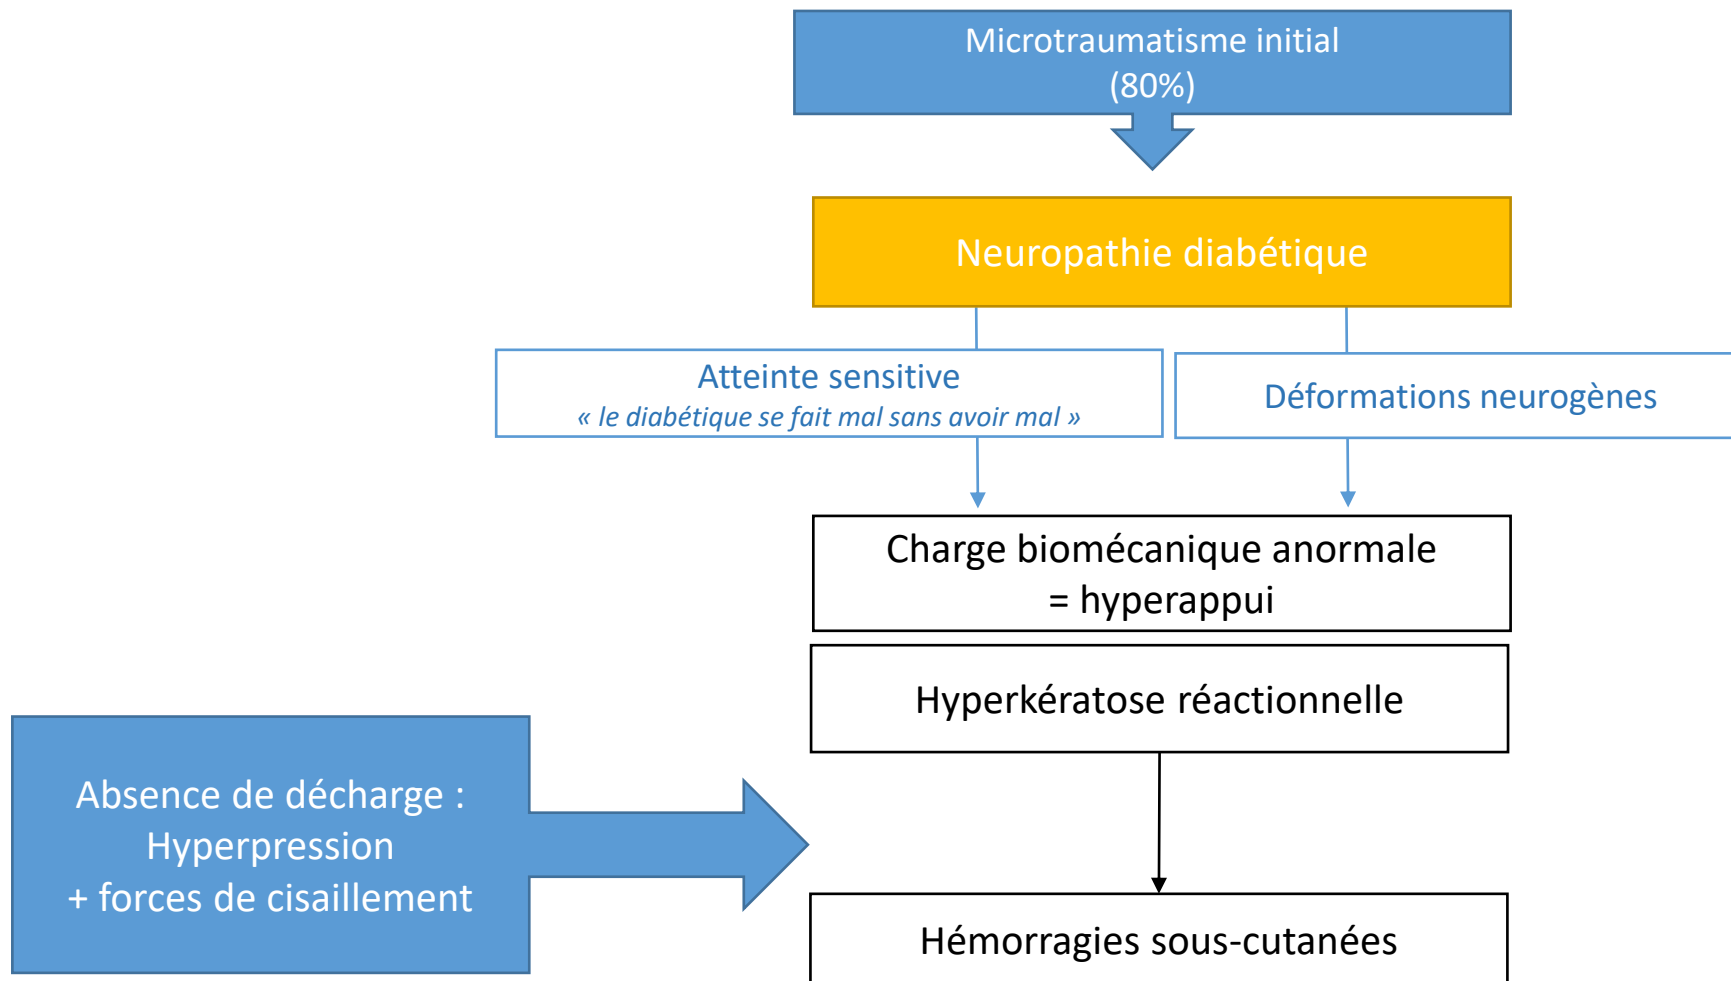 Microtraumatisme initial
(80%)
Neuropathie diabétique
Atteinte sensitive
« le diabétique se fait mal sans avoir mal »
Déformations neurogènes
Charge biomécanique anormale
= hyperappui
Hyperkératose réactionnelle
Absence de décharge :
Hyperpression
+ forces de cisaillement
Hémorragies sous-cutanées